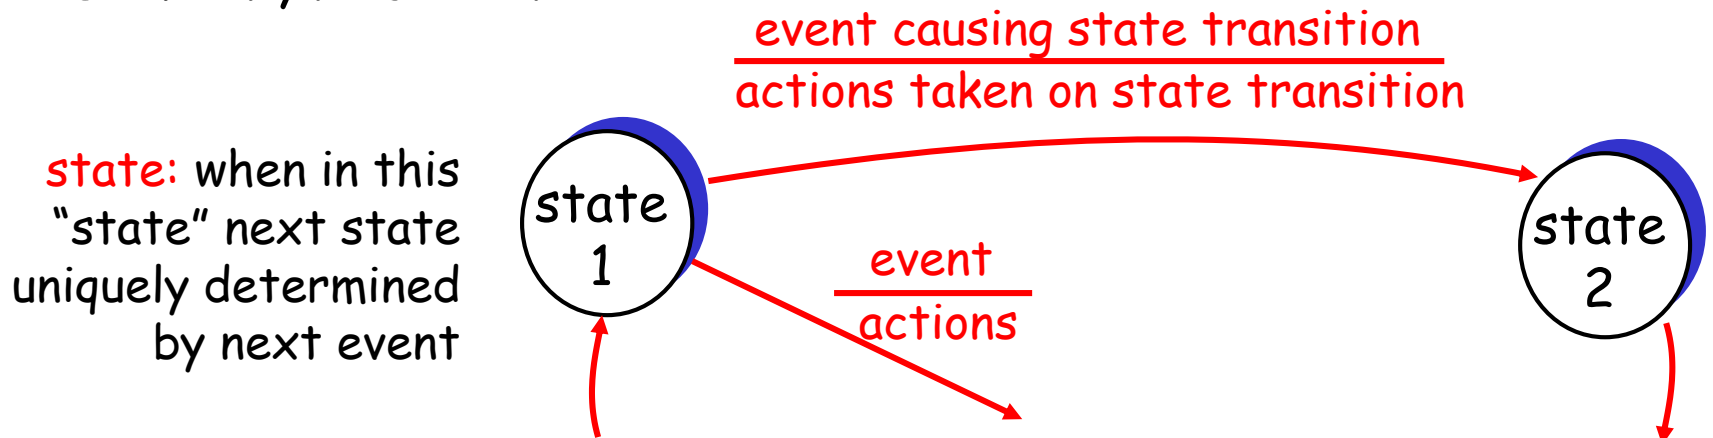 event causing state transition
actions taken on state transition
state: when in this
“state” next state
uniquely determined
by next event
state
1
event
actions
state
2